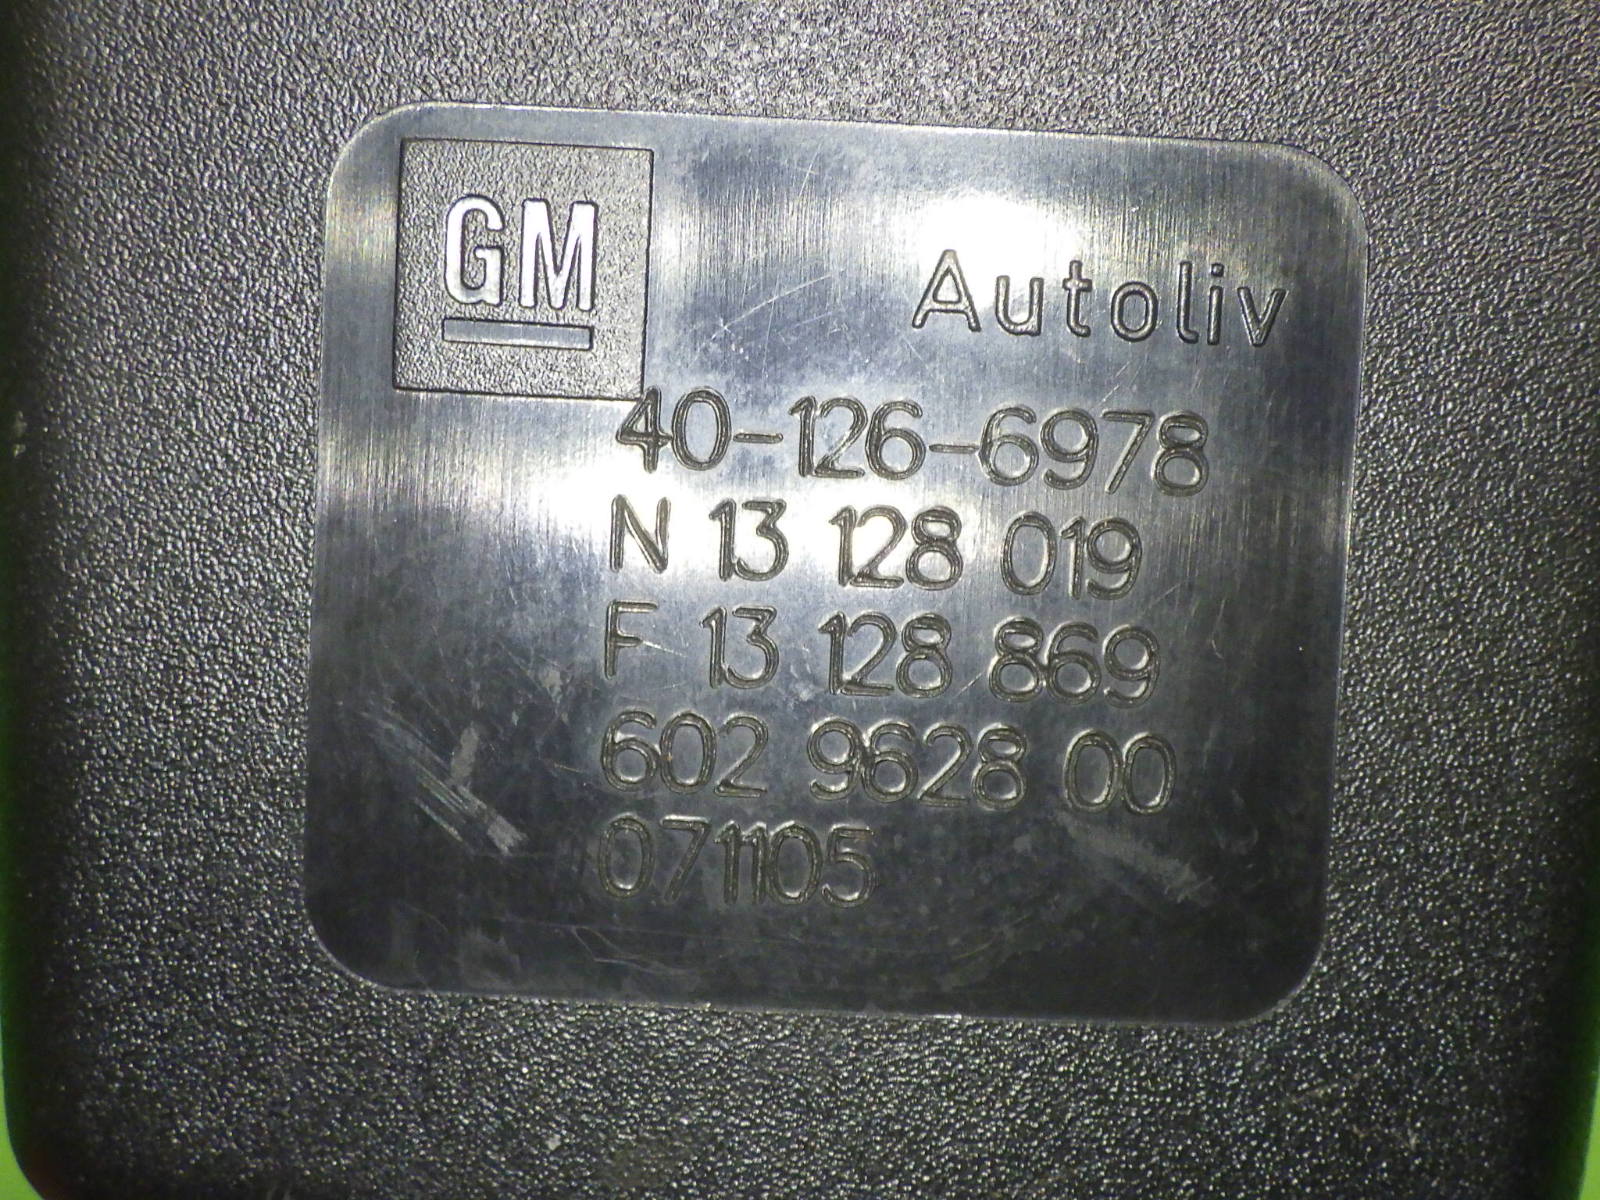 GM
Autoliv
40-126-6978
N 13 128 019
F 13 128 869
602 9628 00
071105